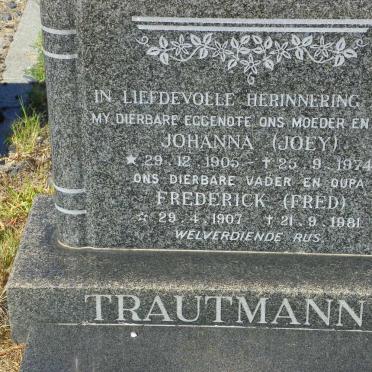 IN LIEFDEVOLLE HERINNERING
MY DIERBARE EGGENOTE ONS MOEDER EN
JOHANNA (JOEY)
★ 29.12.1905 - ✝ 25.9.1974
ONS DIERBARE VADER EN OUPA
FREDERICK (FRED)
☆ 29.4.1907 - ✝ 21.9.1981
WELVERDIENDE RUS.
TRAUTMANN